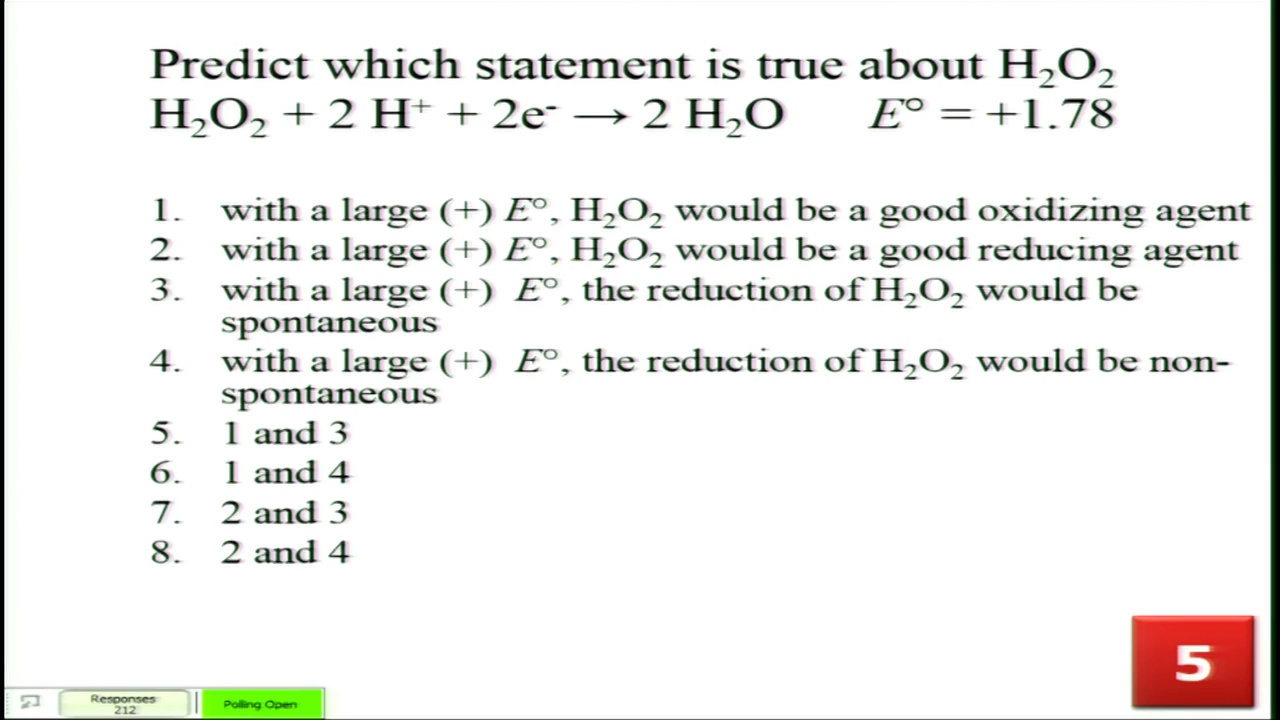 Predict which statement is true about H₂O₂
H₂O₂ + 2 H⁺ + 2e⁻ → 2 H₂O E° = +1.78
1. with a large (+) E°, H₂O₂ would be a good oxidizing agent
2. with a large (+) E°, H₂O₂ would be a good reducing agent
3. with a large (+) E°, the reduction of H₂O₂ would be
spontaneous
4. with a large (+) E°, the reduction of H₂O₂ would be non-
spontaneous
5. 1 and 3
6. 1 and 4
7. 2 and 3
8. 2 and 4
5
Responses
212
Polling Open